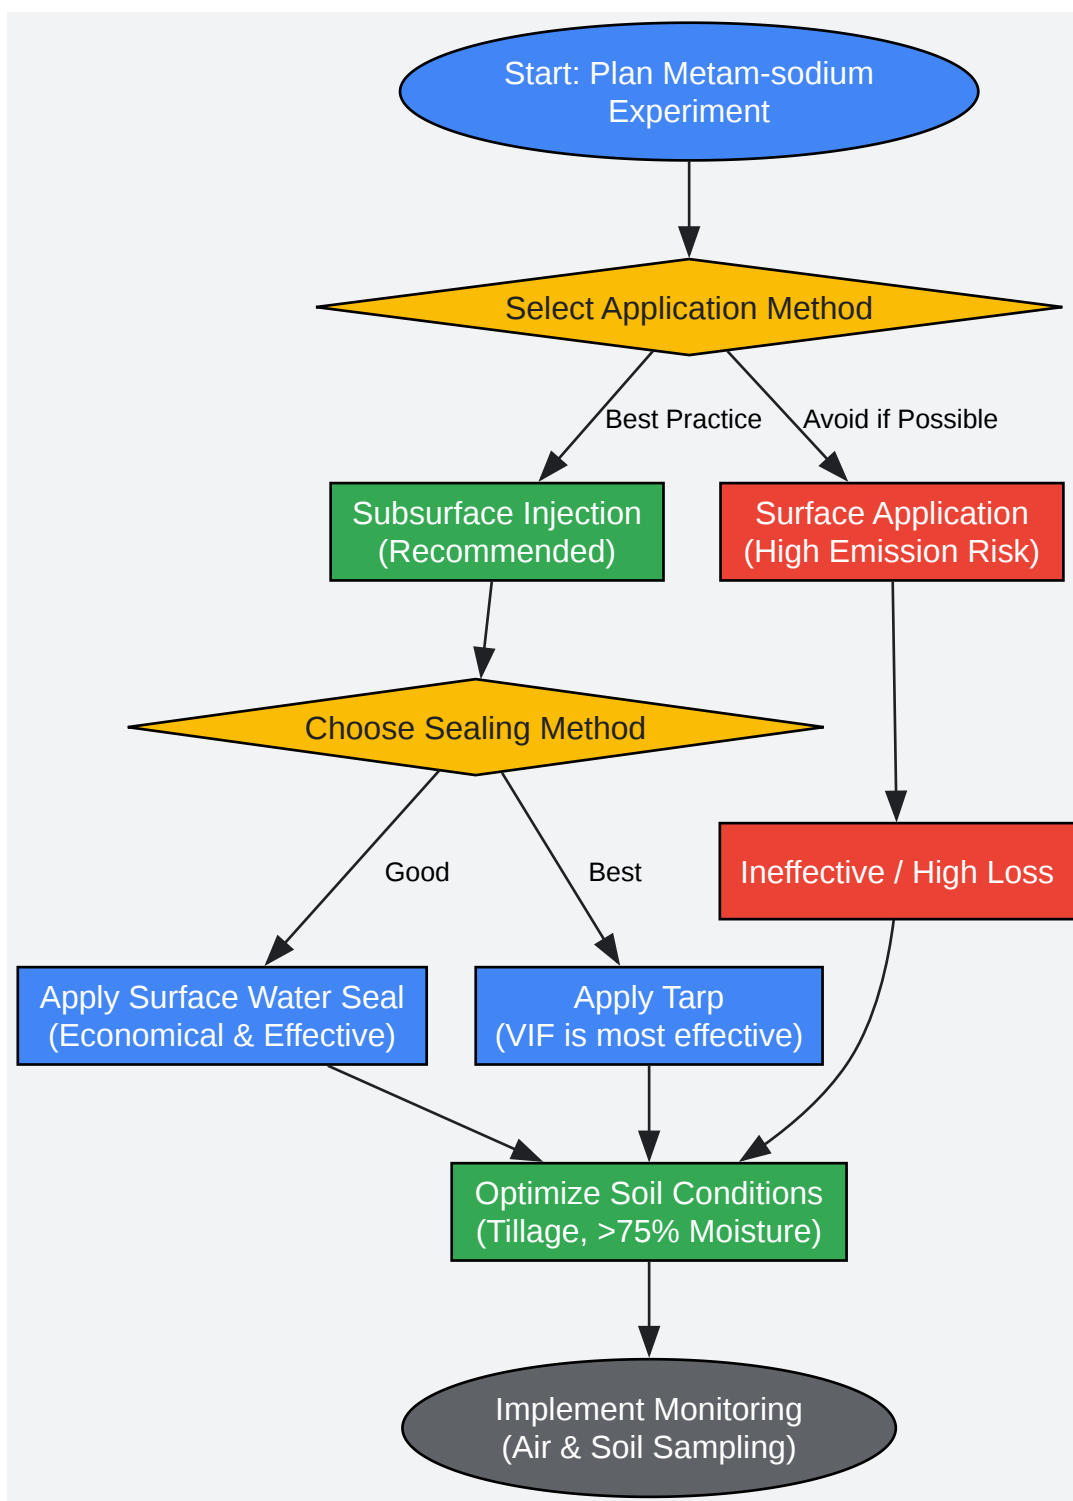 Start: Plan Metam-sodium
Experiment
Select Application Method
Best Practice
Avoid if Possible
Subsurface Injection
(Recommended)
Surface Application
(High Emission Risk)
Choose Sealing Method
Good
Best
Ineffective / High Loss
Apply Surface Water Seal
(Economical & Effective)
Apply Tarp
(VIF is most effective)
Optimize Soil Conditions
(Tillage, >75% Moisture)
Implement Monitoring
(Air & Soil Sampling)